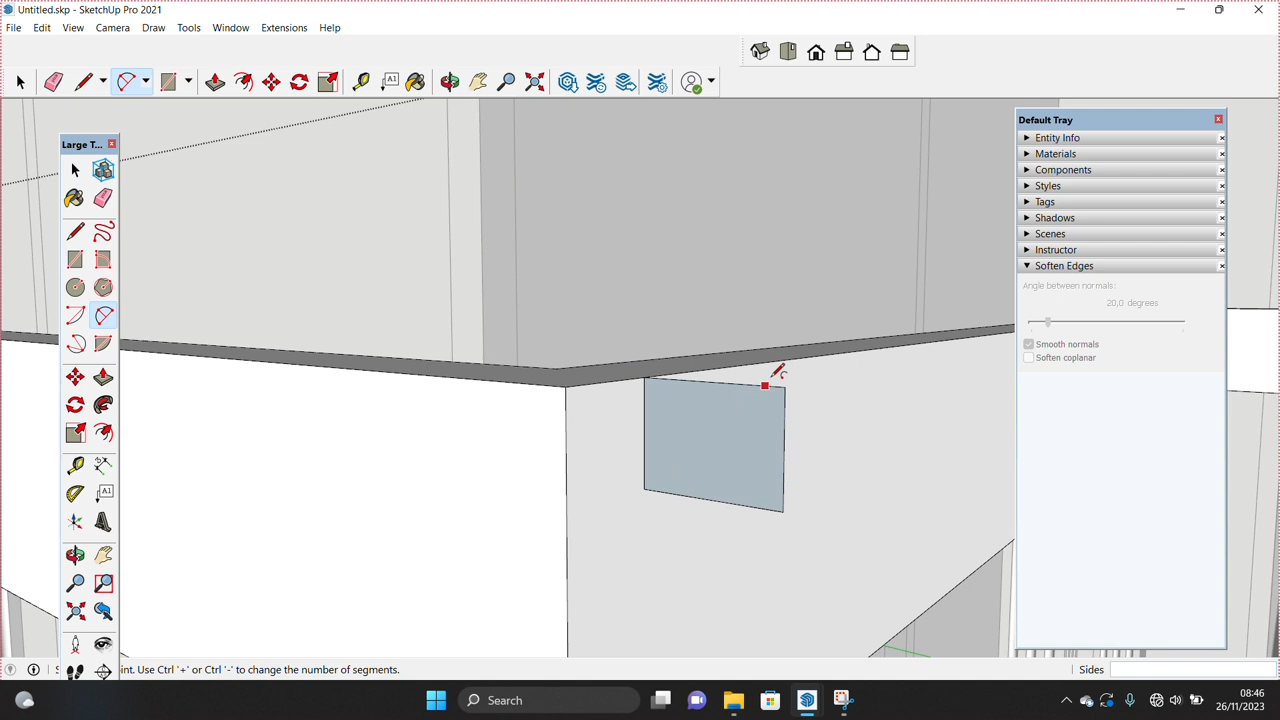 Untitled.skp - SketchUp Pro 2021
File Edit View Camera Draw Tools Window Extensions Help
A1
Large T...
Default Tray
Entity Info
Materials
Components
Styles
Tags
Shadows
Scenes
Instructor
Soften Edges
Angle between normals:
20,0 degrees
Smooth normals
Soften coplanar
A1
int. Use Ctrl '+' or Ctrl '-' to change the number of segments.
Sides
Search
08:46
26/11/2023